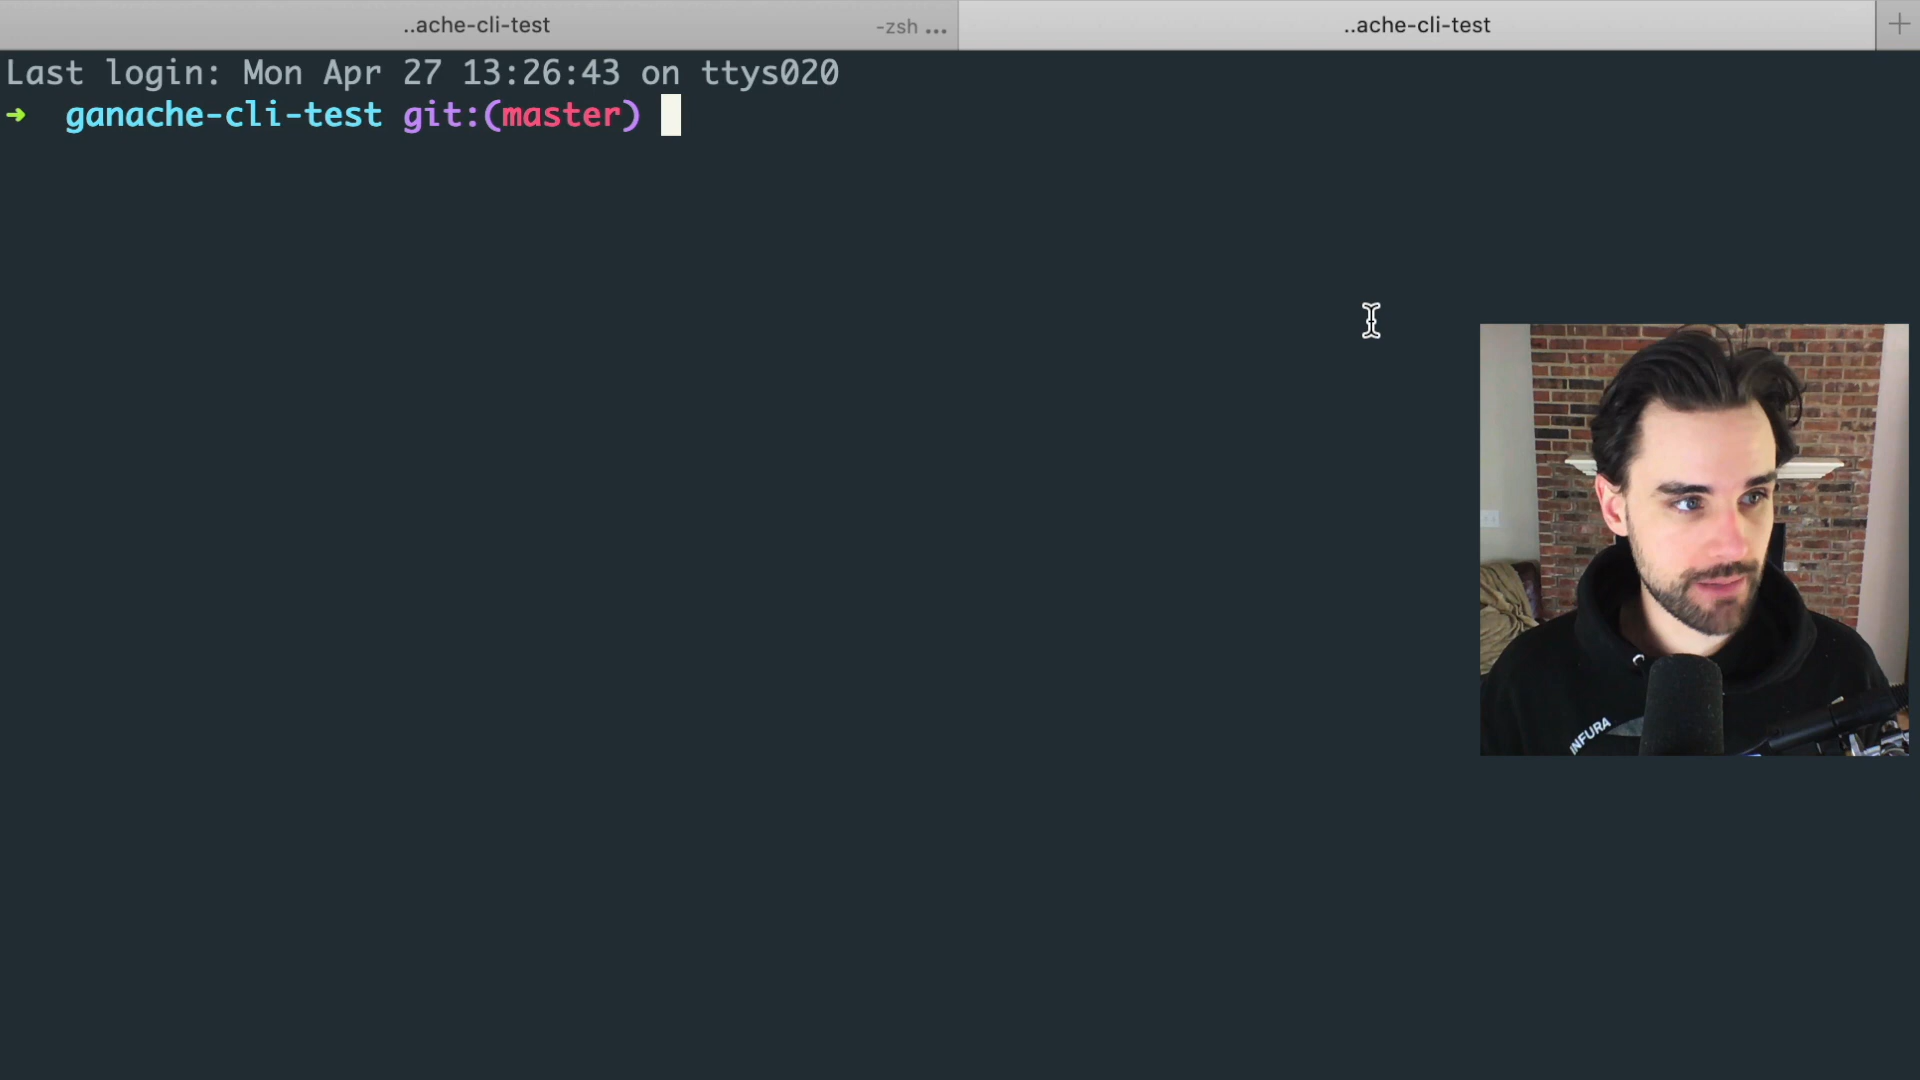 ..ache-cli-test -zsh ... ..ache-cli-test +
Last login: Mon Apr 27 13:26:43 on ttys020
➜ ganache-cli-test git:(master)
INFURA